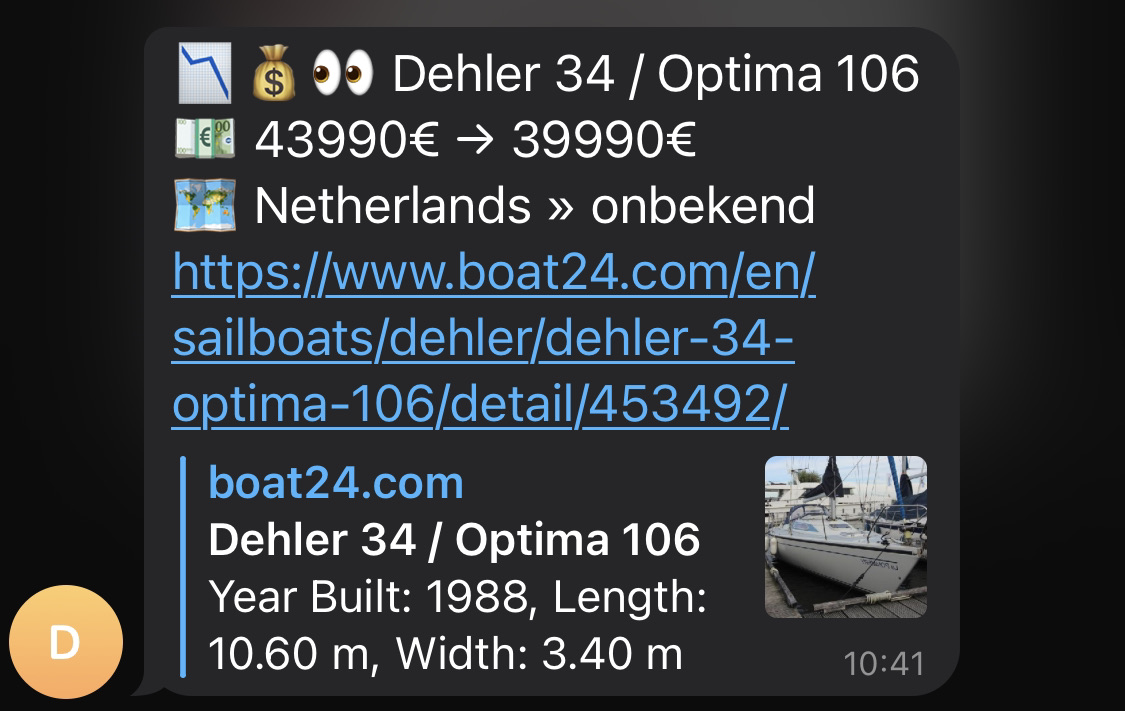 📉 💰 👀 Dehler 34 / Optima 106
💶 43990€ → 39990€
🗺️ Netherlands » onbekend
https://www.boat24.com/en/
sailboats/dehler/dehler-34-
optima-106/detail/453492/
boat24.com
Dehler 34 / Optima 106
Year Built: 1988, Length:
10.60 m, Width: 3.40 m
10:41
D